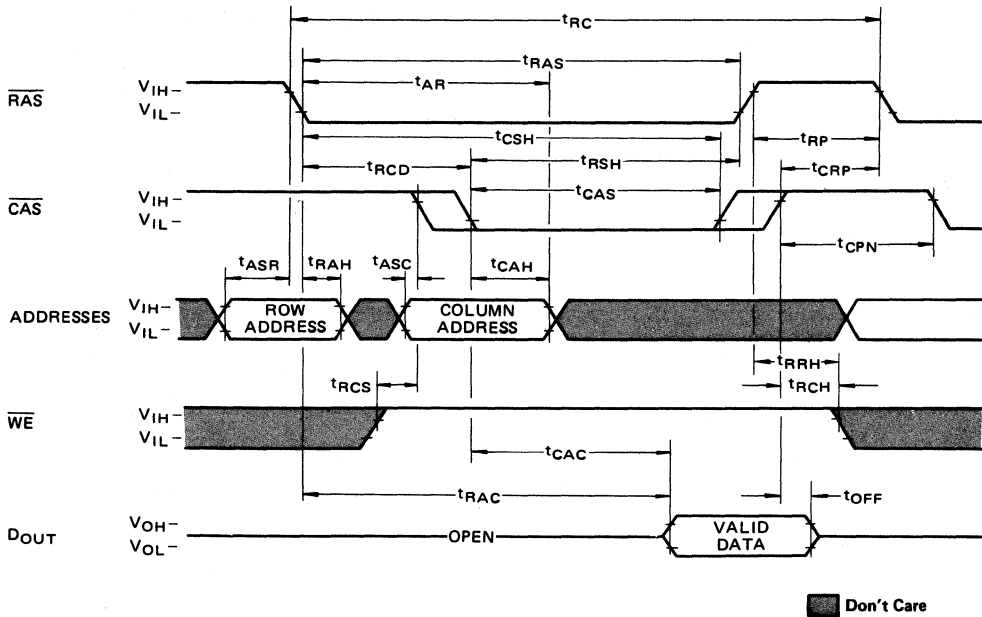 tRC
tRAS
tAR
RAS
VIH–
VIL–
tCSH
tRP
tRCD
tRSH
tCRP
tCAS
CAS
VIH–
VIL–
tCPN
tASR
tRAH
tASC
tCAH
ADDRESSES
VIH–
VIL–
ROW
ADDRESS
COLUMN
ADDRESS
tRRH
tRCS
tRCH
WE
VIH–
VIL–
tCAC
tRAC
tOFF
DOUT
VOH–
VOL–
OPEN
VALID
DATA
Don't Care